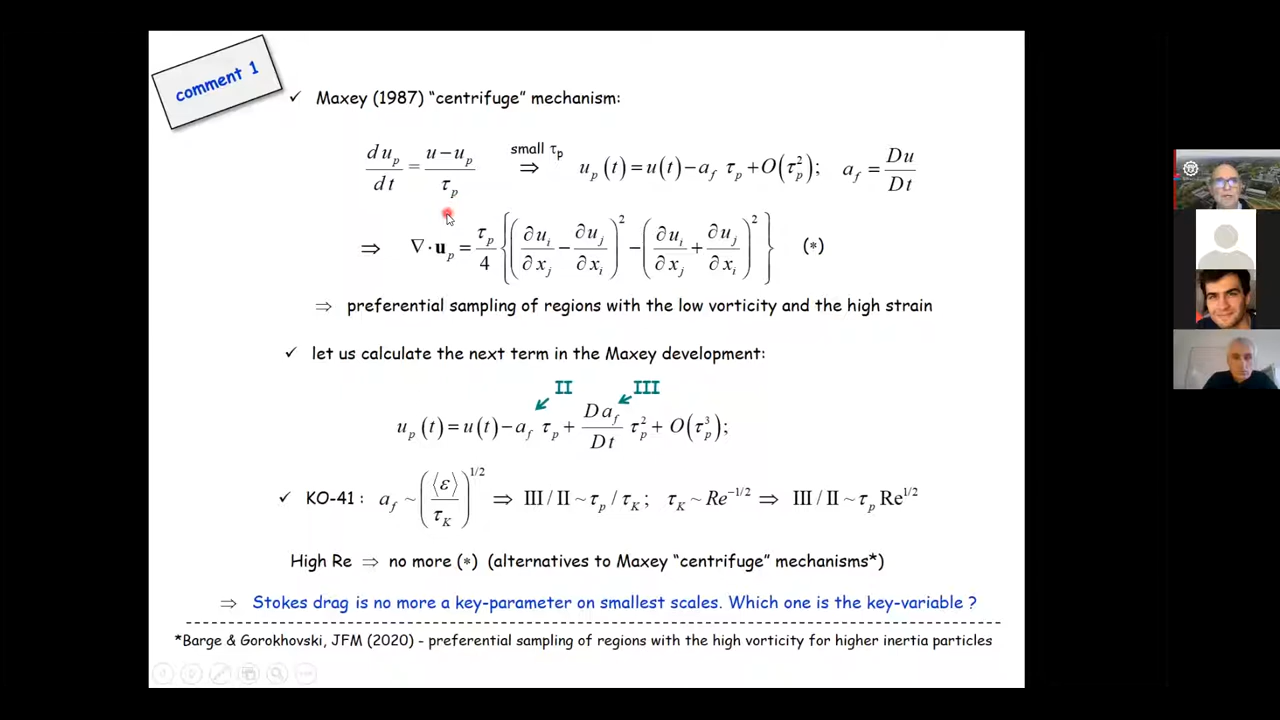 comment 1
✓ Maxey (1987) “centrifuge” mechanism:
du_p/dt = (u − u_p)/τ_p  small τ_p ⇒  u_p(t) = u(t) − a_f τ_p + O(τ_p^2);  a_f = Du/Dt
⇒ ∇·u_p = τ_p/4 {(∂u_i/∂x_j − ∂u_j/∂x_i)^2 − (∂u_i/∂x_j + ∂u_j/∂x_i)^2}  (*)
⇒ preferential sampling of regions with the low vorticity and the high strain
✓ let us calculate the next term in the Maxey development:
II III
u_p(t) = u(t) − a_f τ_p + Da_f/Dt τ_p^2 + O(τ_p^3);
✓ KO-41 : a_f ~ (⟨ε⟩/τ_K)^1/2 ⇒ III / II ~ τ_p / τ_K ; τ_K ~ Re^−1/2 ⇒ III / II ~ τ_p Re^1/2
High Re ⇒ no more (*) (alternatives to Maxey “centrifuge” mechanisms*)
⇒ Stokes drag is no more a key-parameter on smallest scales. Which one is the key-variable ?
*Barge & Gorokhovski, JFM (2020) - preferential sampling of regions with the high vorticity for higher inertia particles